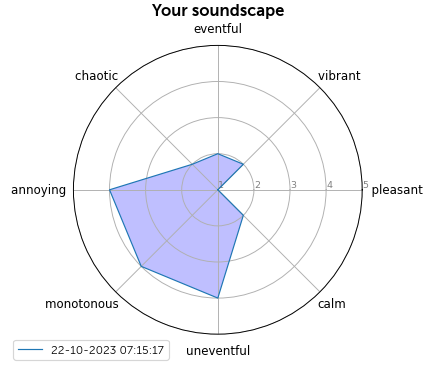 Your soundscape
eventful
chaotic
vibrant
annoying
1 2 3 4 5
pleasant
monotonous
calm
uneventful
22-10-2023 07:15:17